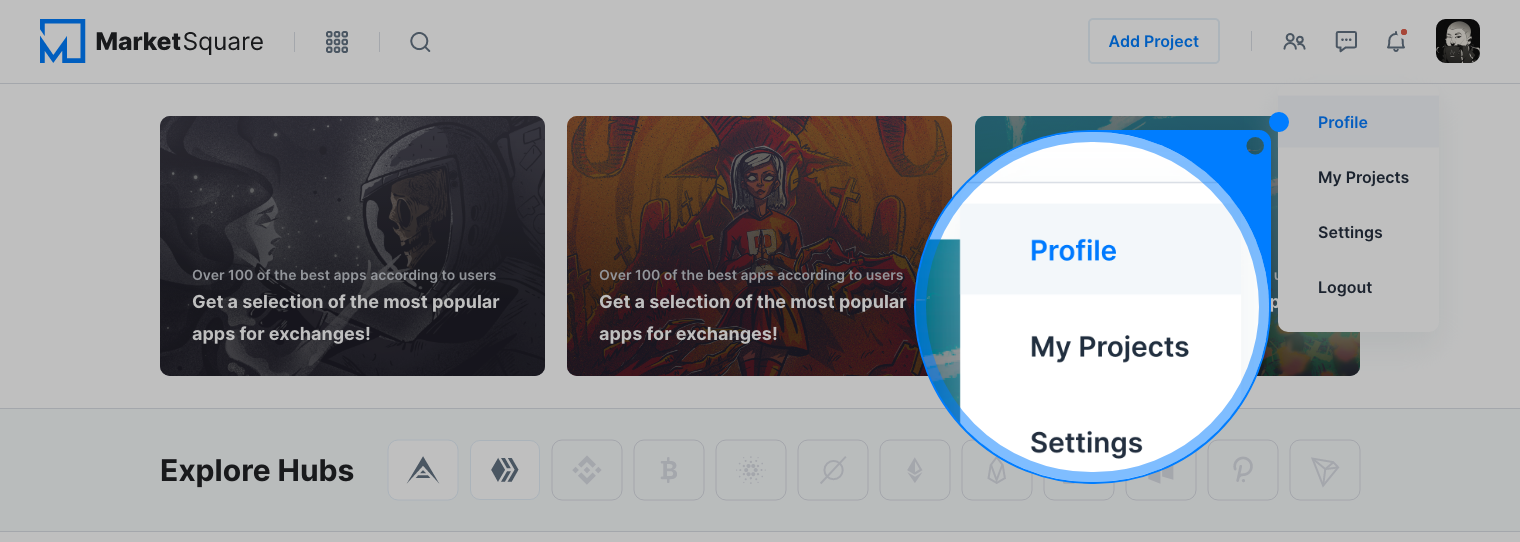 MarketSquare
Add Project
Profile
My Projects
Settings
Logout
Over 100 of the best apps according to users
Get a selection of the most popular
apps for exchanges!
Over 100 of the best apps according to users
Get a selection of the most popular
apps for exchanges!
Profile
My Projects
Settings
Explore Hubs